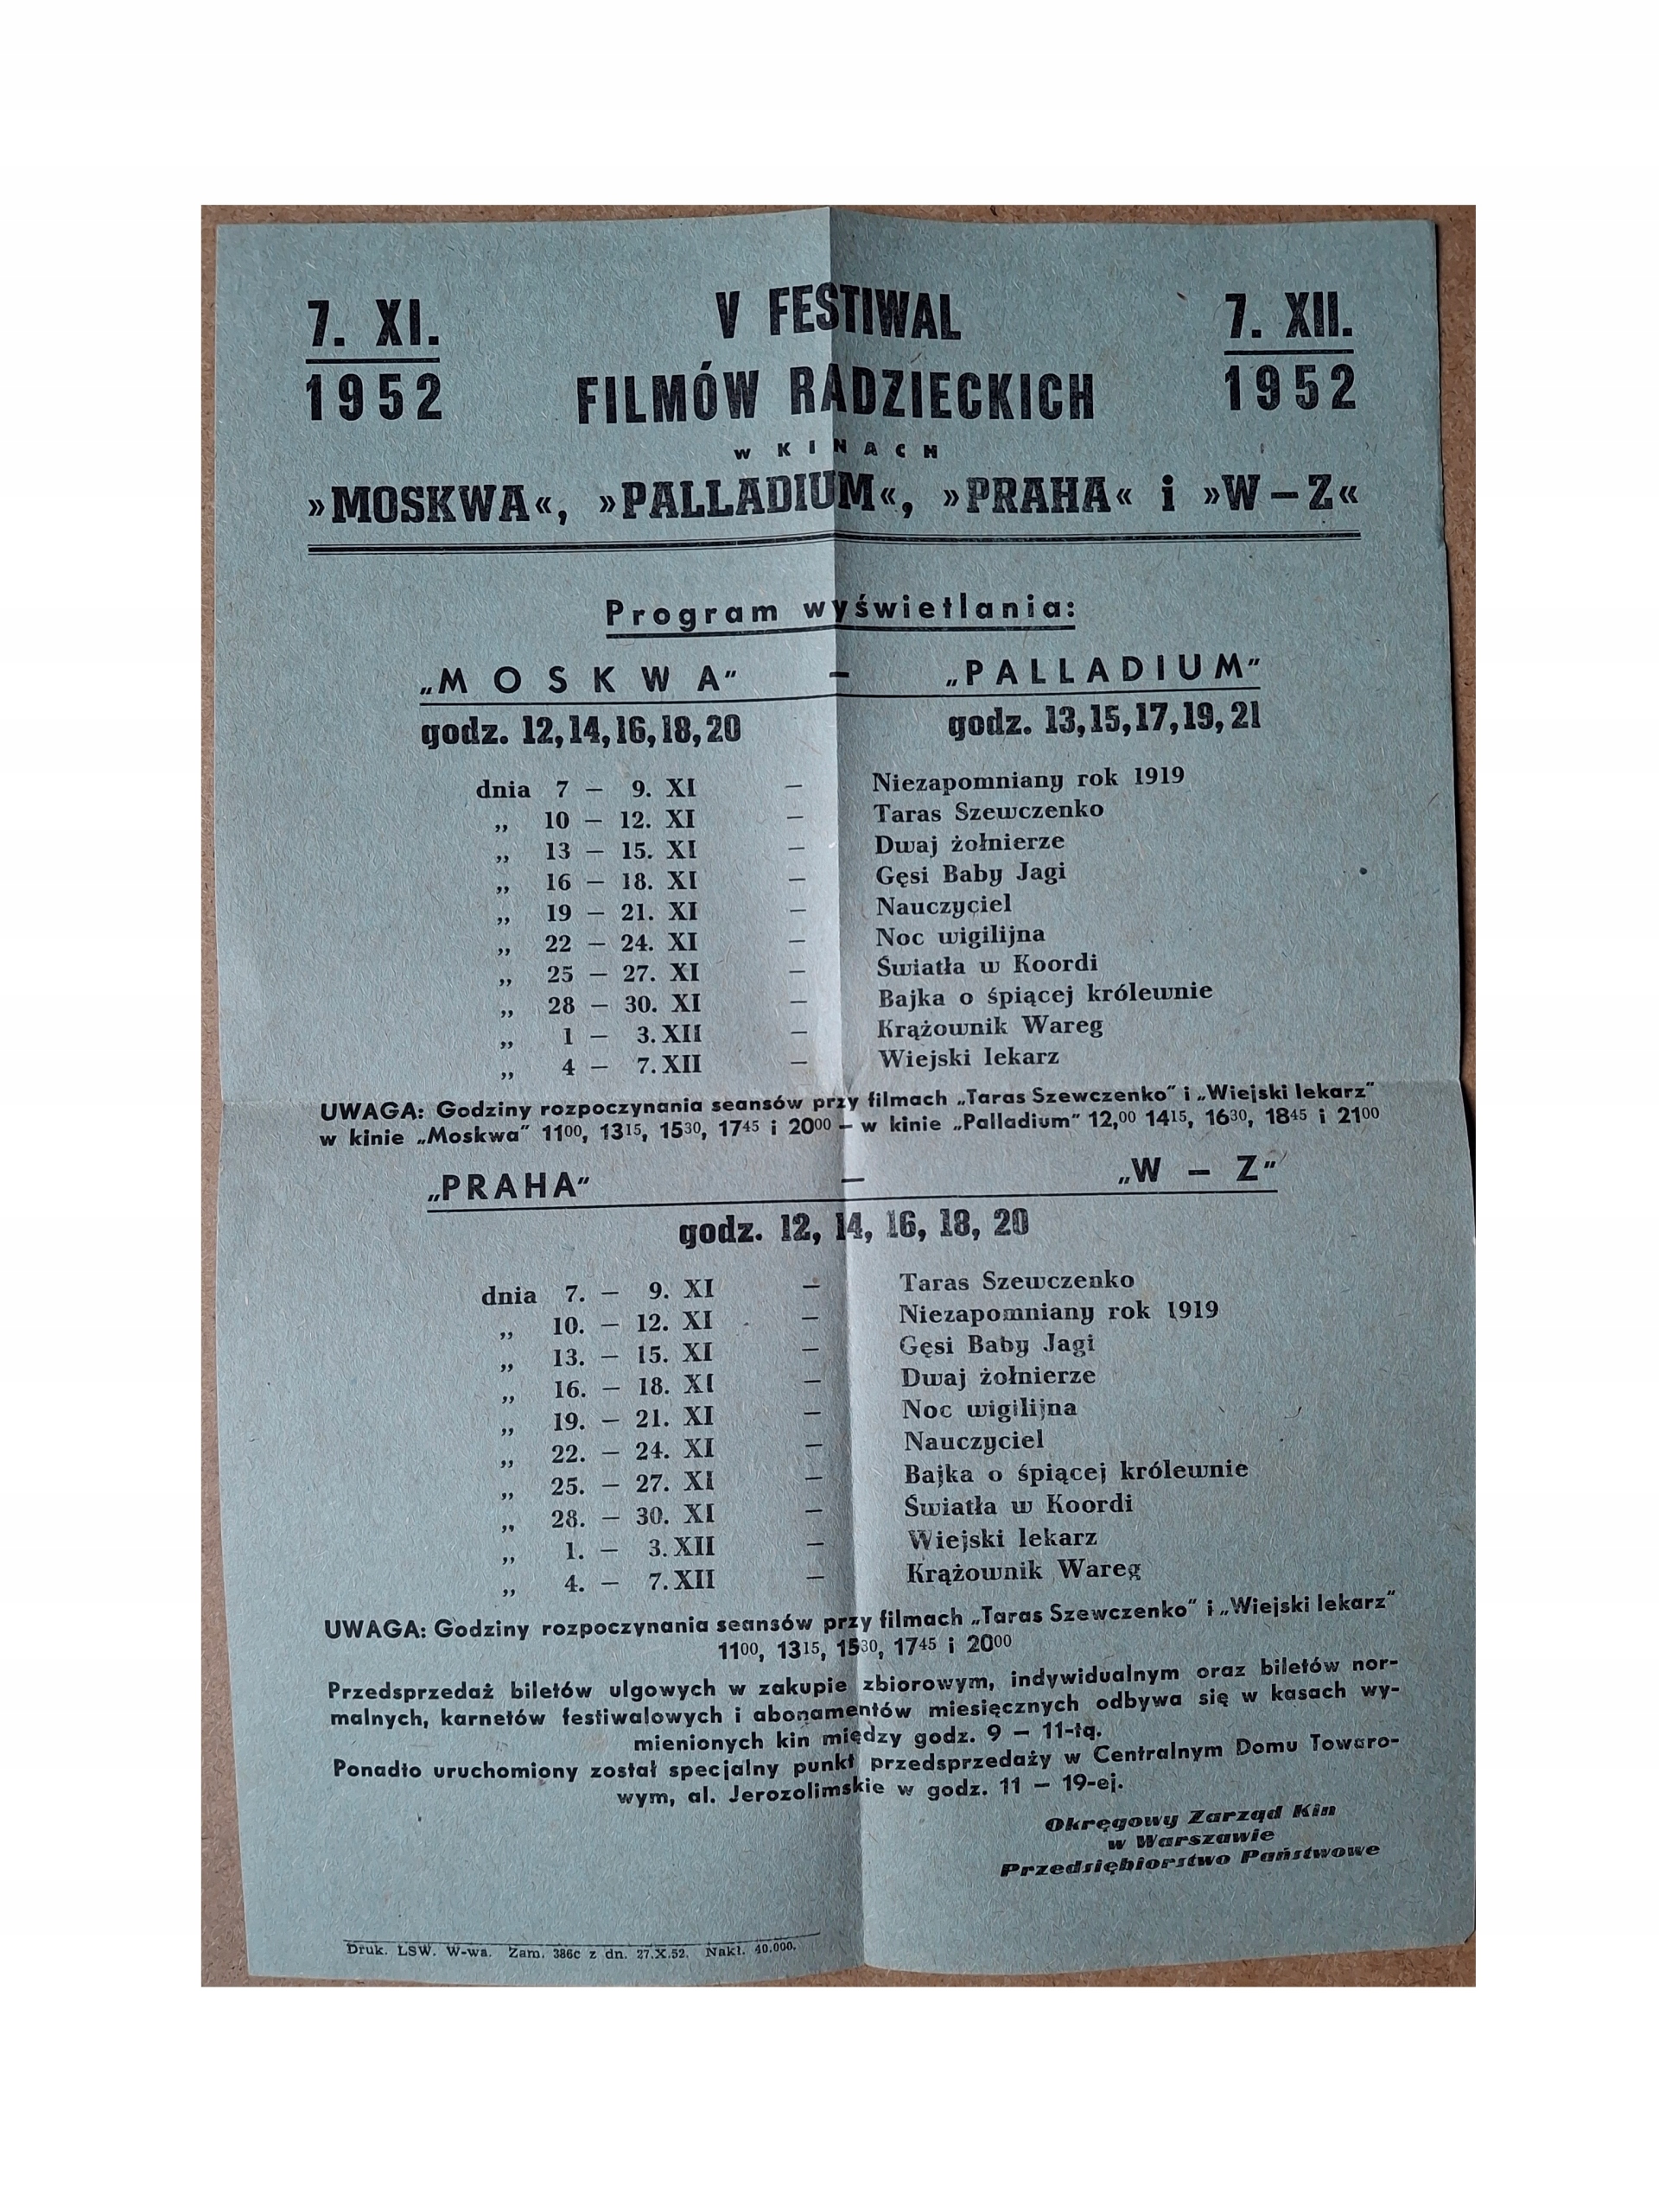 7. XI. 1952
V FESTIWAL
7. XII. 1952
FILMÓW RADZIECKICH
w KINACH
»MOSKWA«, »PALLADIUM«, »PRAHA« i »W – Z«
Program wyświetlania:
„MOSKWA" – „PALLADIUM"
godz. 12, 14, 16, 18, 20 godz. 13, 15, 17, 19, 21
dnia 7 – 9. XI – Niezapomniany rok 1919
„ 10 – 12. XI – Taras Szewczenko
„ 13 – 15. XI – Dwaj żołnierze
„ 16 – 18. XI – Gęsi Baby Jagi
„ 19 – 21. XI – Nauczyciel
„ 22 – 24. XI – Noc wigilijna
„ 25 – 27. XI – Światła w Koordi
„ 28 – 30. XI – Bajka o śpiącej królewnie
„ 1 – 3. XII – Krążownik Wareg
„ 4 – 7. XII – Wiejski lekarz
UWAGA: Godziny rozpoczynania seansów przy filmach „Taras Szewczenko" i „Wiejski lekarz"
w kinie „Moskwa" 11⁰⁰, 13¹⁵, 15³⁰, 17⁴⁵ i 20⁰⁰ – w kinie „Palladium" 12,⁰⁰ 14¹⁵, 16³⁰, 18⁴⁵ i 21⁰⁰
„PRAHA" – „W – Z"
godz. 12, 14, 16, 18, 20
dnia 7. – 9. XI – Taras Szewczenko
„ 10. – 12. XI – Niezapomniany rok 1919
„ 13. – 15. XI – Gęsi Baby Jagi
„ 16. – 18. XI – Dwaj żołnierze
„ 19. – 21. XI – Noc wigilijna
„ 22. – 24. XI – Nauczyciel
„ 25. – 27. XI – Bajka o śpiącej królewnie
„ 28. – 30. XI – Światła w Koordi
„ 1. – 3. XII – Wiejski lekarz
„ 4. – 7. XII – Krążownik Wareg
UWAGA: Godziny rozpoczynania seansów przy filmach „Taras Szewczenko" i „Wiejski lekarz"
11⁰⁰, 13¹⁵, 15³⁰, 17⁴⁵ i 20⁰⁰
Przedsprzedaż biletów ulgowych w zakupie zbiorowym, indywidualnym oraz biletów nor-
malnych, karnetów festiwalowych i abonamentów miesięcznych odbywa się w kasach wy-
mienionych kin między godz. 9 – 11-tą.
Ponadto uruchomiony został specjalny punkt przedsprzedaży w Centralnym Domu Towaro-
wym, al. Jerozolimskie w godz. 11 – 19-ej.
Okręgowy Zarząd Kin
w Warszawie
Przedsiębiorstwo Państwowe
Druk. LSW. W-wa. Zam. 386c z dn. 27.X.52. Nakł. 40.000.